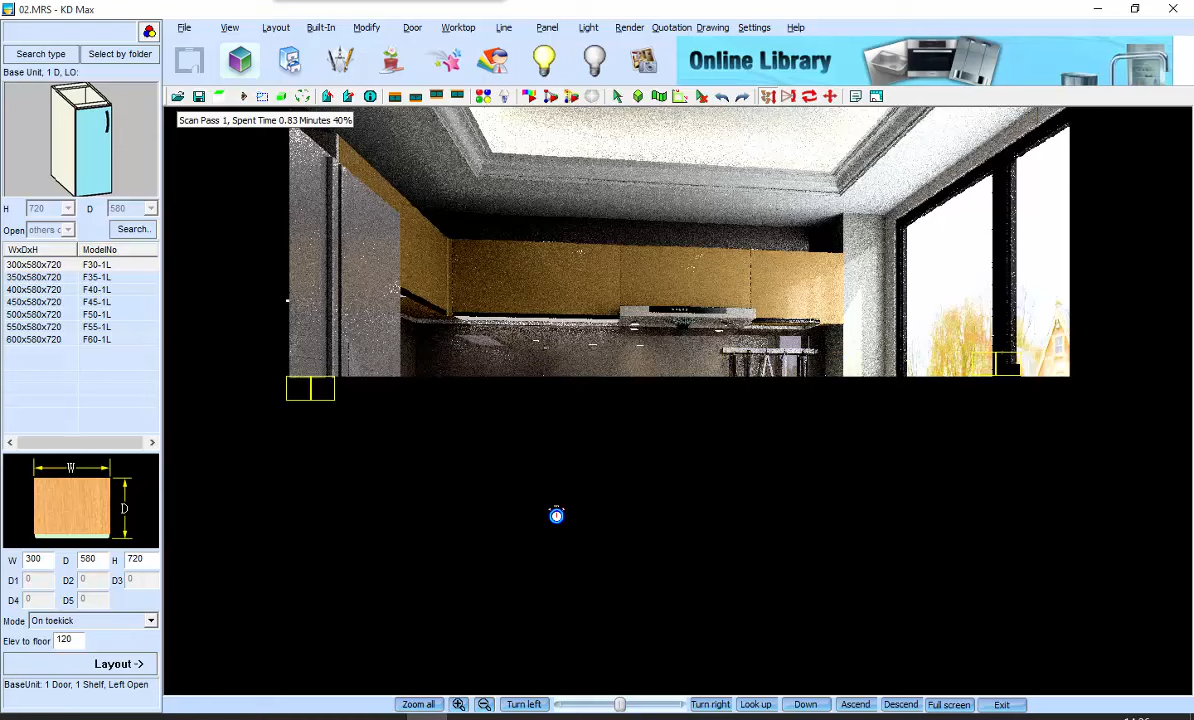 02.MRS - KD Max
File View Layout Built-In Modify Door Worktop Line Panel Light Render Quotation Drawing Settings Help
Search type Select by folder
Online Library
Base Unit, 1 D, LO:
Scan Pass 1, Spent Time 0.83 Minutes 40%
H 720 D 580
Open others c Search..
WxDxH ModelNo
300x580x720 F30-1L
350x580x720 F35-1L
400x580x720 F40-1L
450x580x720 F45-1L
500x580x720 F50-1L
550x580x720 F55-1L
600x580x720 F60-1L
W
D
W 300 D 580 H 720
D1 0 D2 0 D3 0
D4 0 D5 0
Mode On toekick
Elev to floor 120
Layout ->
BaseUnit: 1 Door, 1 Shelf, Left Open
Zoom all Turn left Turn right Look up Down Ascend Descend Full screen Exit